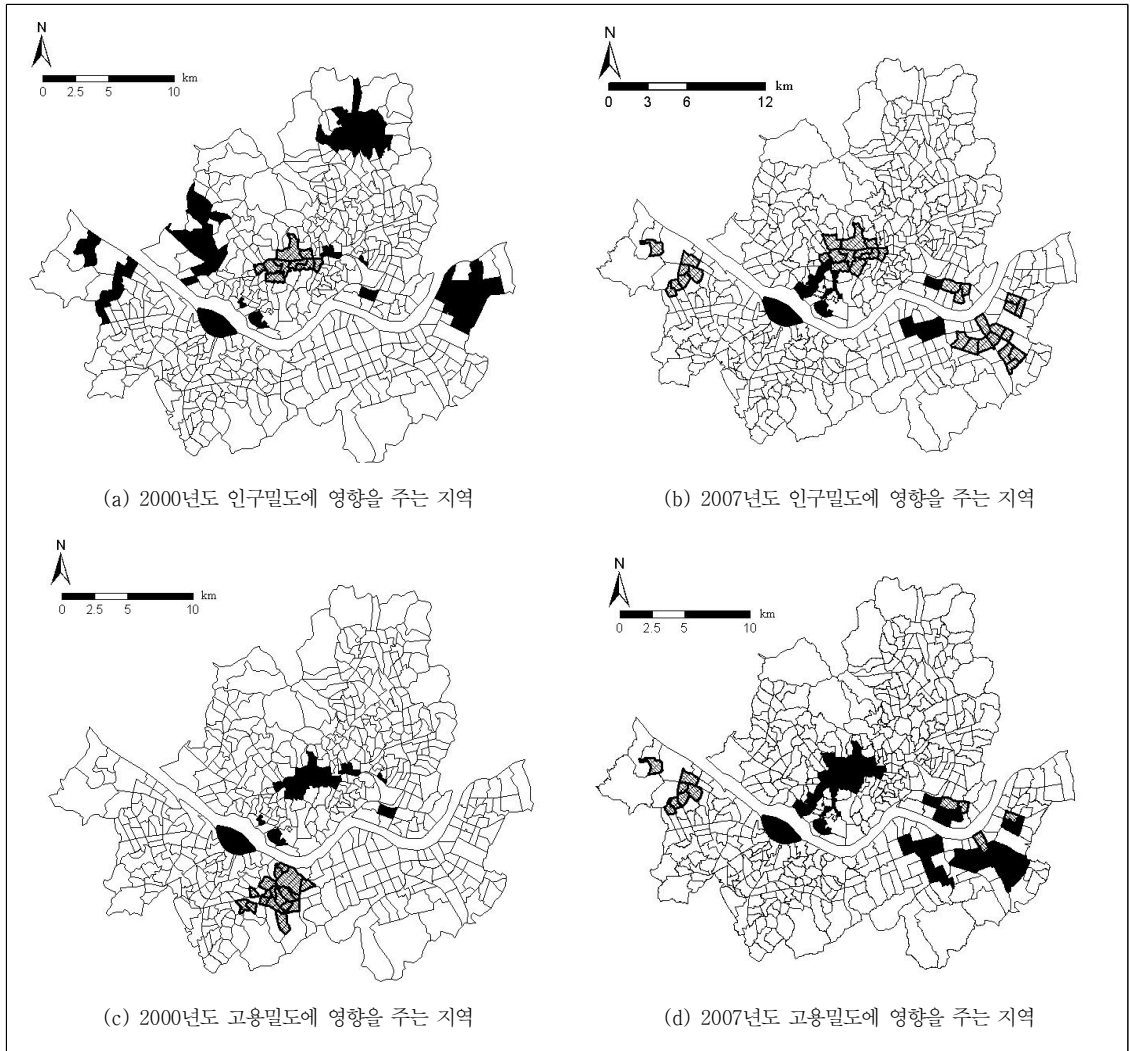 N
km
0 2.5 5 10
N
km
0 3 6 12
(a) 2000년도 인구밀도에 영향을 주는 지역
(b) 2007년도 인구밀도에 영향을 주는 지역
N
km
0 2.5 5 10
N
km
0 2.5 5 10
(c) 2000년도 고용밀도에 영향을 주는 지역
(d) 2007년도 고용밀도에 영향을 주는 지역